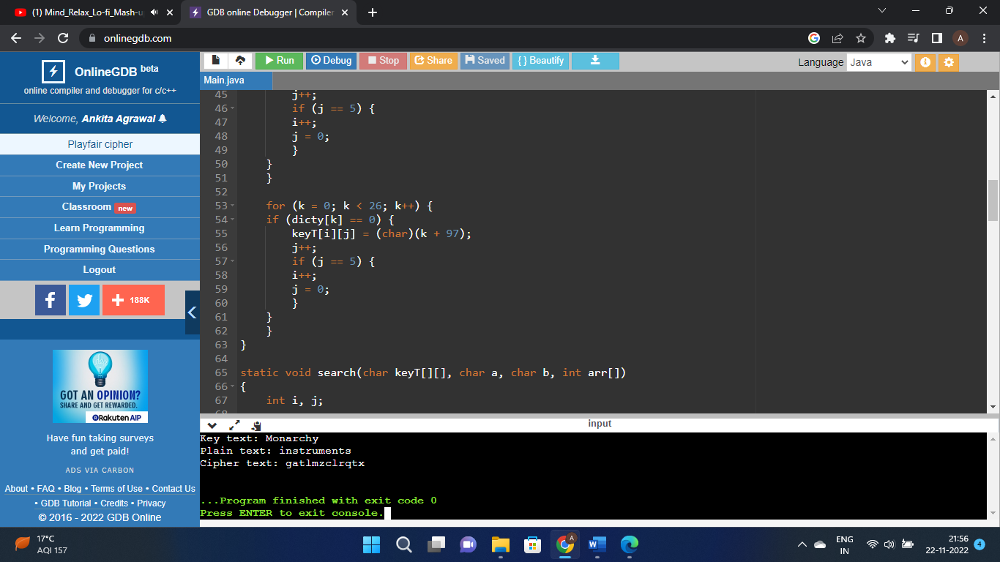 (1) Mind_Relax_Lo-fi_Mash-u
GDB online Debugger | Compiler
onlinegdb.com
A
OnlineGDB beta
online compiler and debugger for c/c++
Welcome, Ankita Agrawal
Playfair cipher
Create New Project
My Projects
Classroom new
Learn Programming
Programming Questions
Logout
f
+ 188K
GOT AN OPINION?
SHARE AND GET REWARDED.
Rakuten AIP
Have fun taking surveys
and get paid!
ADS VIA CARBON
About • FAQ • Blog • Terms of Use • Contact Us
• GDB Tutorial • Credits • Privacy
© 2016 - 2022 GDB Online
Run Debug Stop Share Saved { } Beautify
Language Java
Main.java
45 j++;
46 if (j == 5) {
47 i++;
48 j = 0;
49 }
50 }
51 }
52
53 for (k = 0; k < 26; k++) {
54 if (dicty[k] == 0) {
55 keyT[i][j] = (char)(k + 97);
56 j++;
57 if (j == 5) {
58 i++;
59 j = 0;
60 }
61 }
62 }
63 }
64
65 static void search(char keyT[][], char a, char b, int arr[])
66 {
67 int i, j;
68
input
Key text: Monarchy
Plain text: instruments
Cipher text: gatlmzclrqtx
...Program finished with exit code 0
Press ENTER to exit console.
17°C
AQI 157
A
W
ENG
IN
21:56
22-11-2022
4